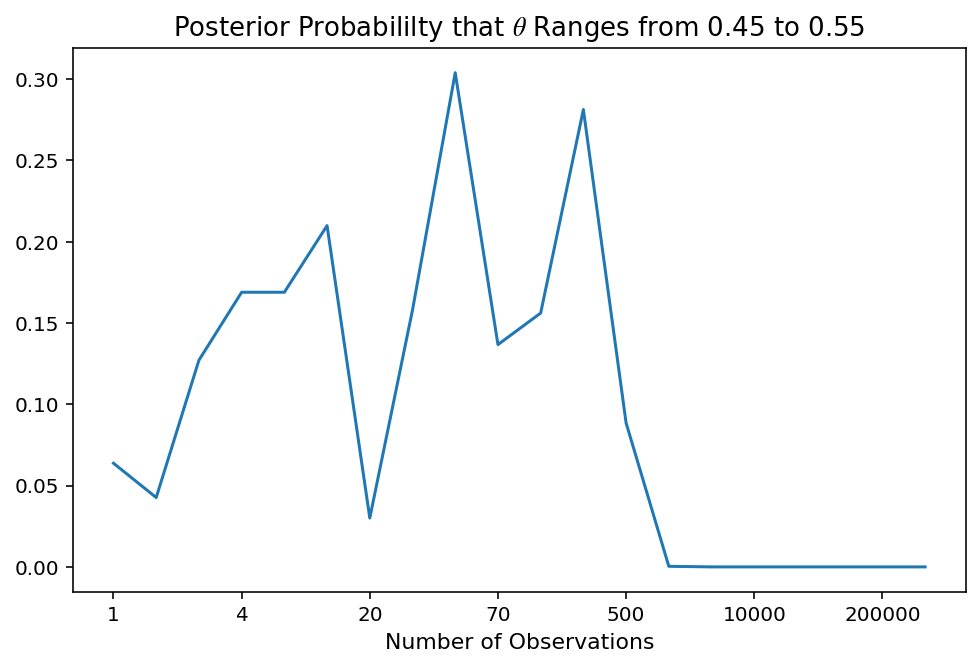 Posterior Probabililty that θ Ranges from 0.45 to 0.55
0.30
0.25
0.20
0.15
0.10
0.05
0.00
1 4 20 70 500 10000 200000
Number of Observations